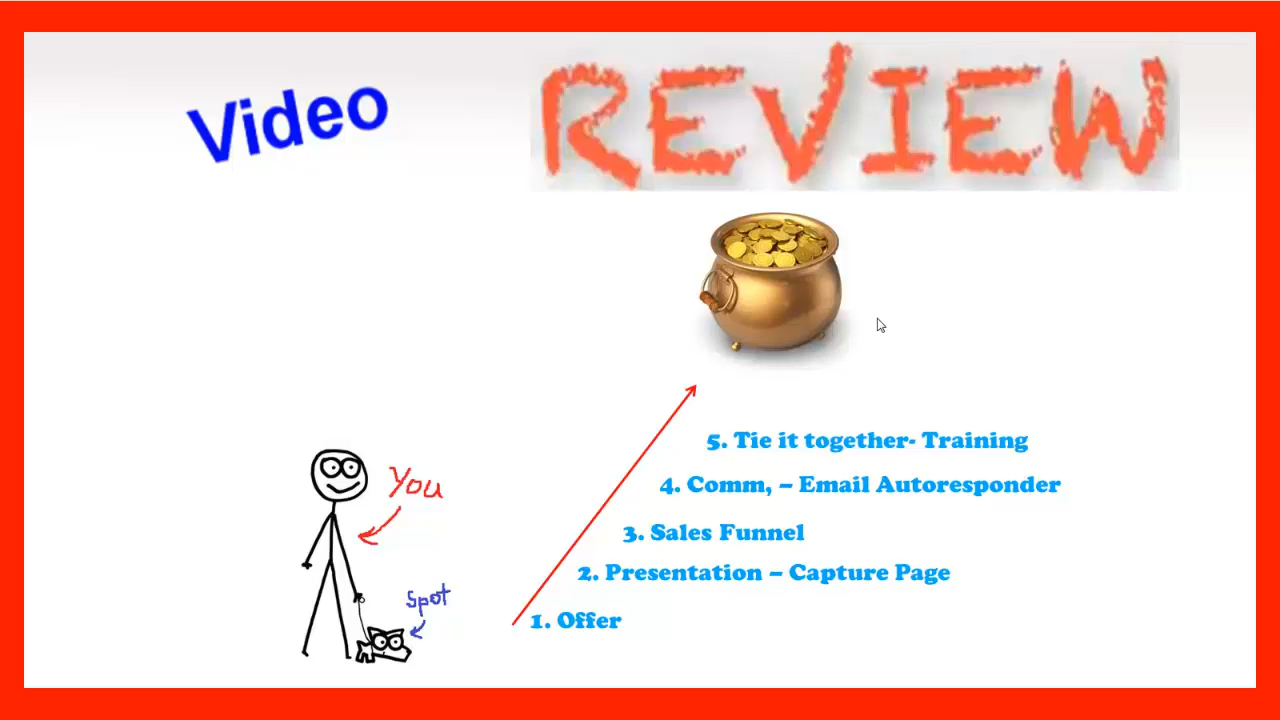 Video
REVIEW
5. Tie it together- Training
4. Comm, – Email Autoresponder
3. Sales Funnel
2. Presentation – Capture Page
1. Offer
You
Spot